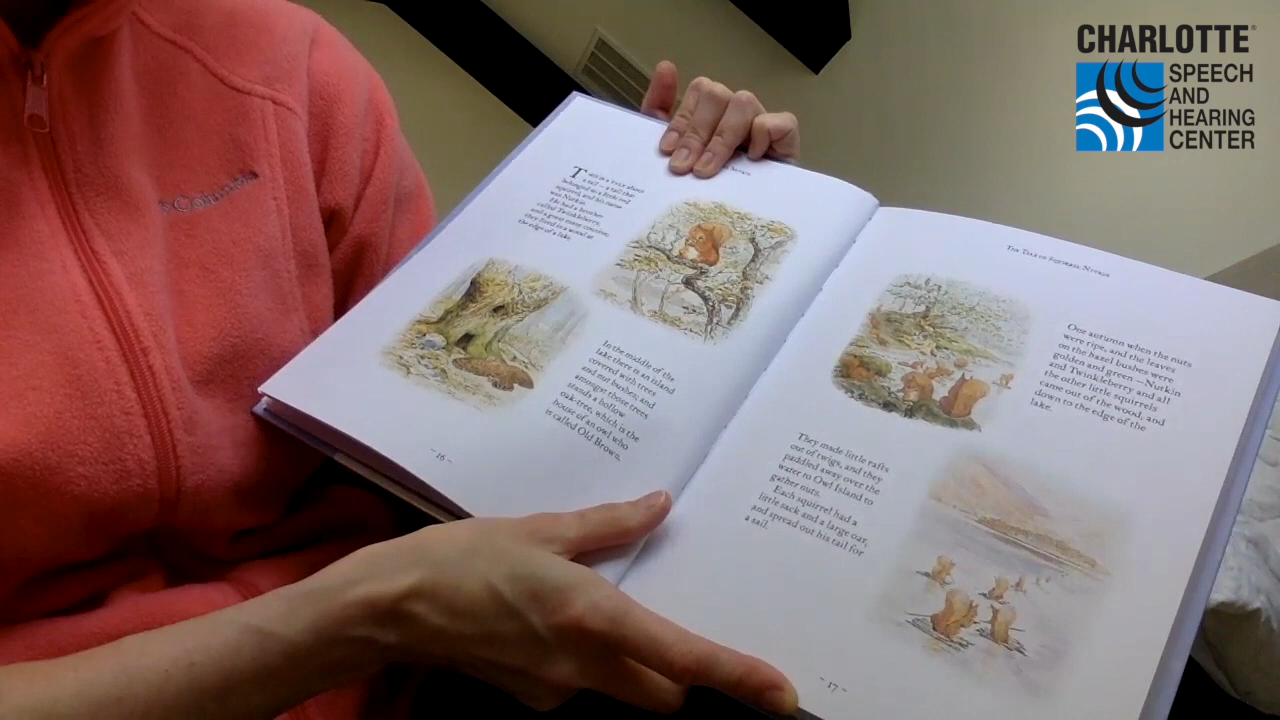 CHARLOTTE
SPEECH
AND
HEARING
CENTER
Columbia
This is a Tale about
a tail – a tail that
belonged to a little red
squirrel, and his name
was Nutkin.
He had a brother
called Twinkleberry,
and a great many cousins;
they lived in a wood at
the edge of a lake.
In the middle of the
lake there is an island
covered with trees
and nut bushes; and
amongst those trees
stands a hollow
oak-tree, which is the
house of an owl who
is called Old Brown.
– 16 –
The Tale of Squirrel Nutkin
One autumn when the nuts
were ripe, and the leaves
on the hazel bushes were
golden and green – Nutkin
and Twinkleberry and all
the other little squirrels
came out of the wood, and
down to the edge of the
lake.
They made little rafts
out of twigs, and they
paddled away over the
water to Owl Island to
gather nuts.
Each squirrel had a
little sack and a large oar,
and spread out his tail for
a sail.
– 17 –